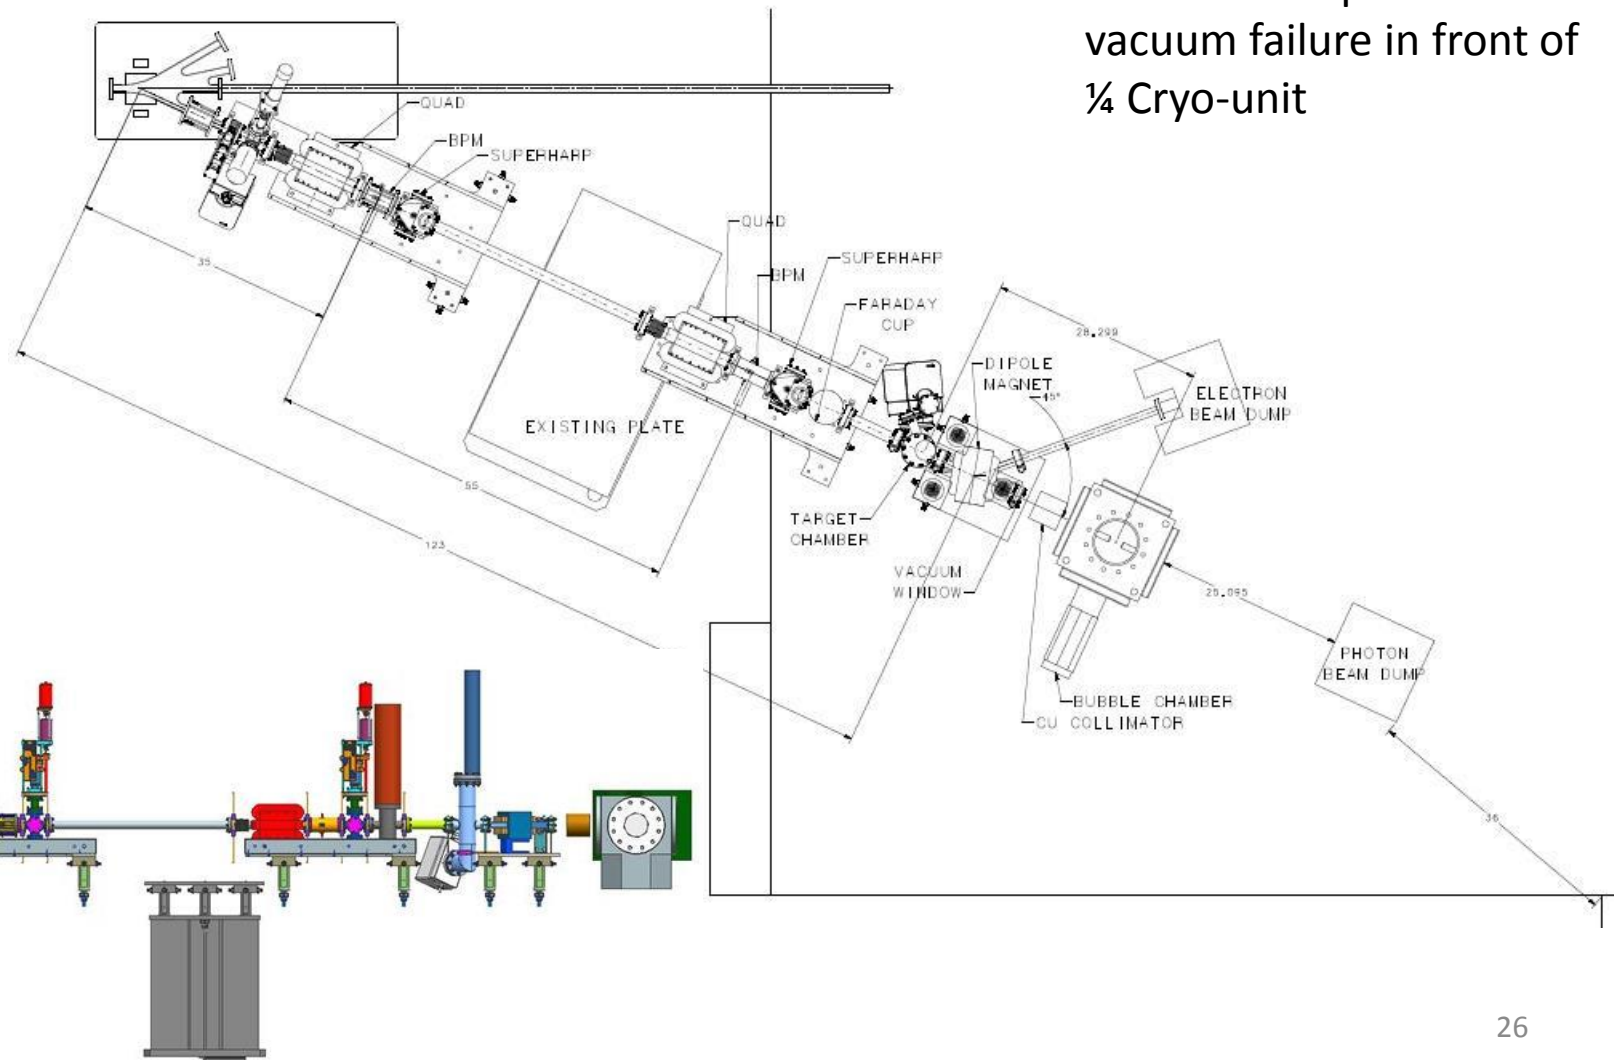 vacuum failure in front of
¼ Cryo-unit
QUAD
BPM
SUPERHARP
35
QUAD
SUPERHARP
BPM
FARADAY
CUP
28.299
DIPOLE
MAGNET
45°
ELECTRON
BEAM DUMP
EXISTING PLATE
55
TARGET
CHAMBER
123
VACUUM
WINDOW
25.095
PHOTON
BEAM DUMP
BUBBLE CHAMBER
CU COLLIMATOR
36
26